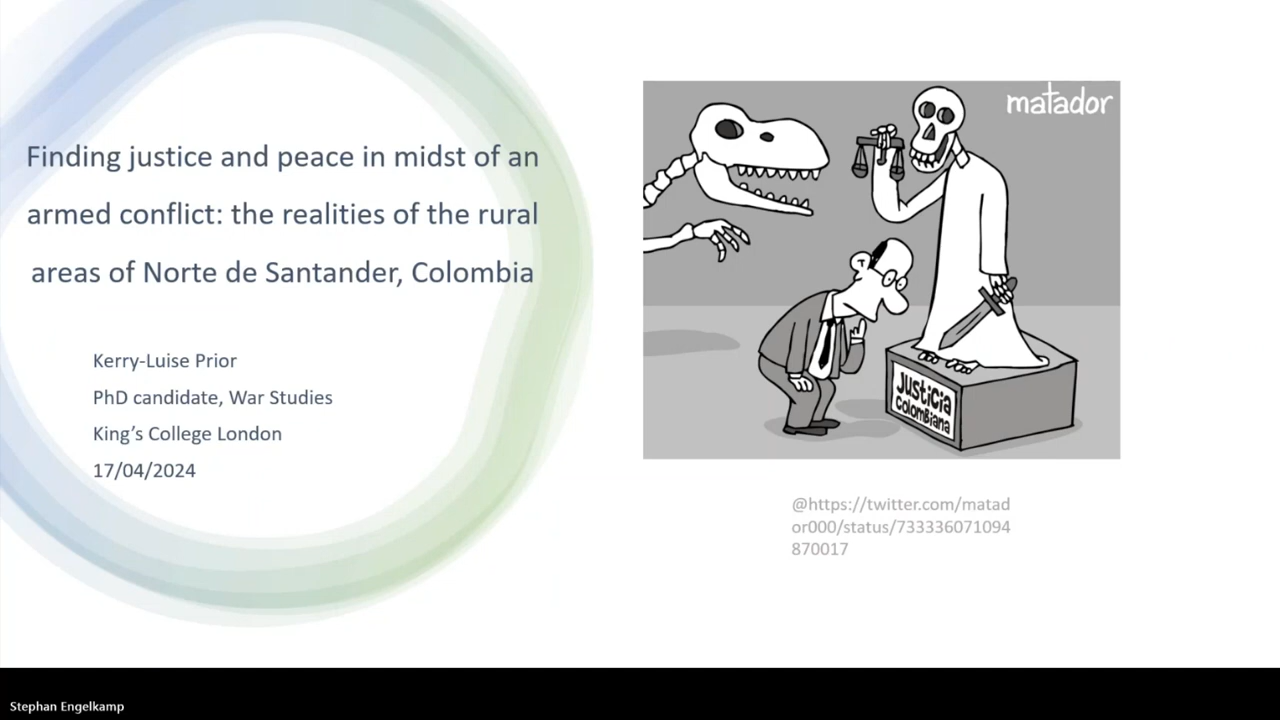 Finding justice and peace in midst of an
armed conflict: the realities of the rural
areas of Norte de Santander, Colombia
Kerry-Luise Prior
PhD candidate, War Studies
King's College London
17/04/2024
matador
Justicia
colombiana
@https://twitter.com/matad
or000/status/733336071094
870017
Stephan Engelkamp